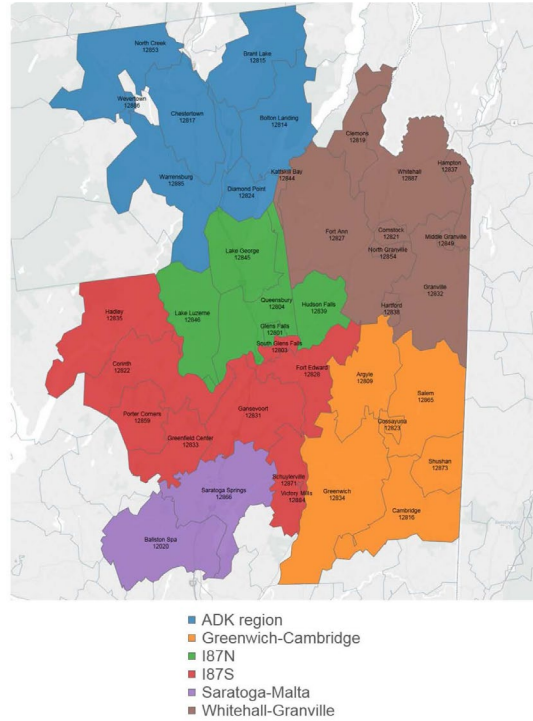 North Creek
12853
Grant Lake
12815
Wevertown
12886
Chestertown
12817
Bolton Landing
12814
Clemons
12819
Hampton
12837
Whitehall
12887
Kattskill Bay
12844
Warrensburg
12885
Diamond Point
12824
Fort Ann
12827
Comstock
12821
North Granville
12854
Middle Granville
12849
Lake George
12845
Granville
12832
Queensbury
12804
Hudson Falls
12839
Hartford
12838
Lake Luzerne
12846
Hadley
12835
Glens Falls
12801
South Glens Falls
12803
Corinth
12822
Fort Edward
12828
Argyle
12809
Salem
12865
Porter Corners
12859
Gansevoort
12831
Cossayuna
12823
Greenfield Center
12833
Shushan
12873
Schuylerville
12871
Saratoga Springs
12866
Victory Mills
12884
Greenwich
12834
Cambridge
12816
Ballston Spa
12020
ADK region
Greenwich-Cambridge
I87N
I87S
Saratoga-Malta
Whitehall-Granville